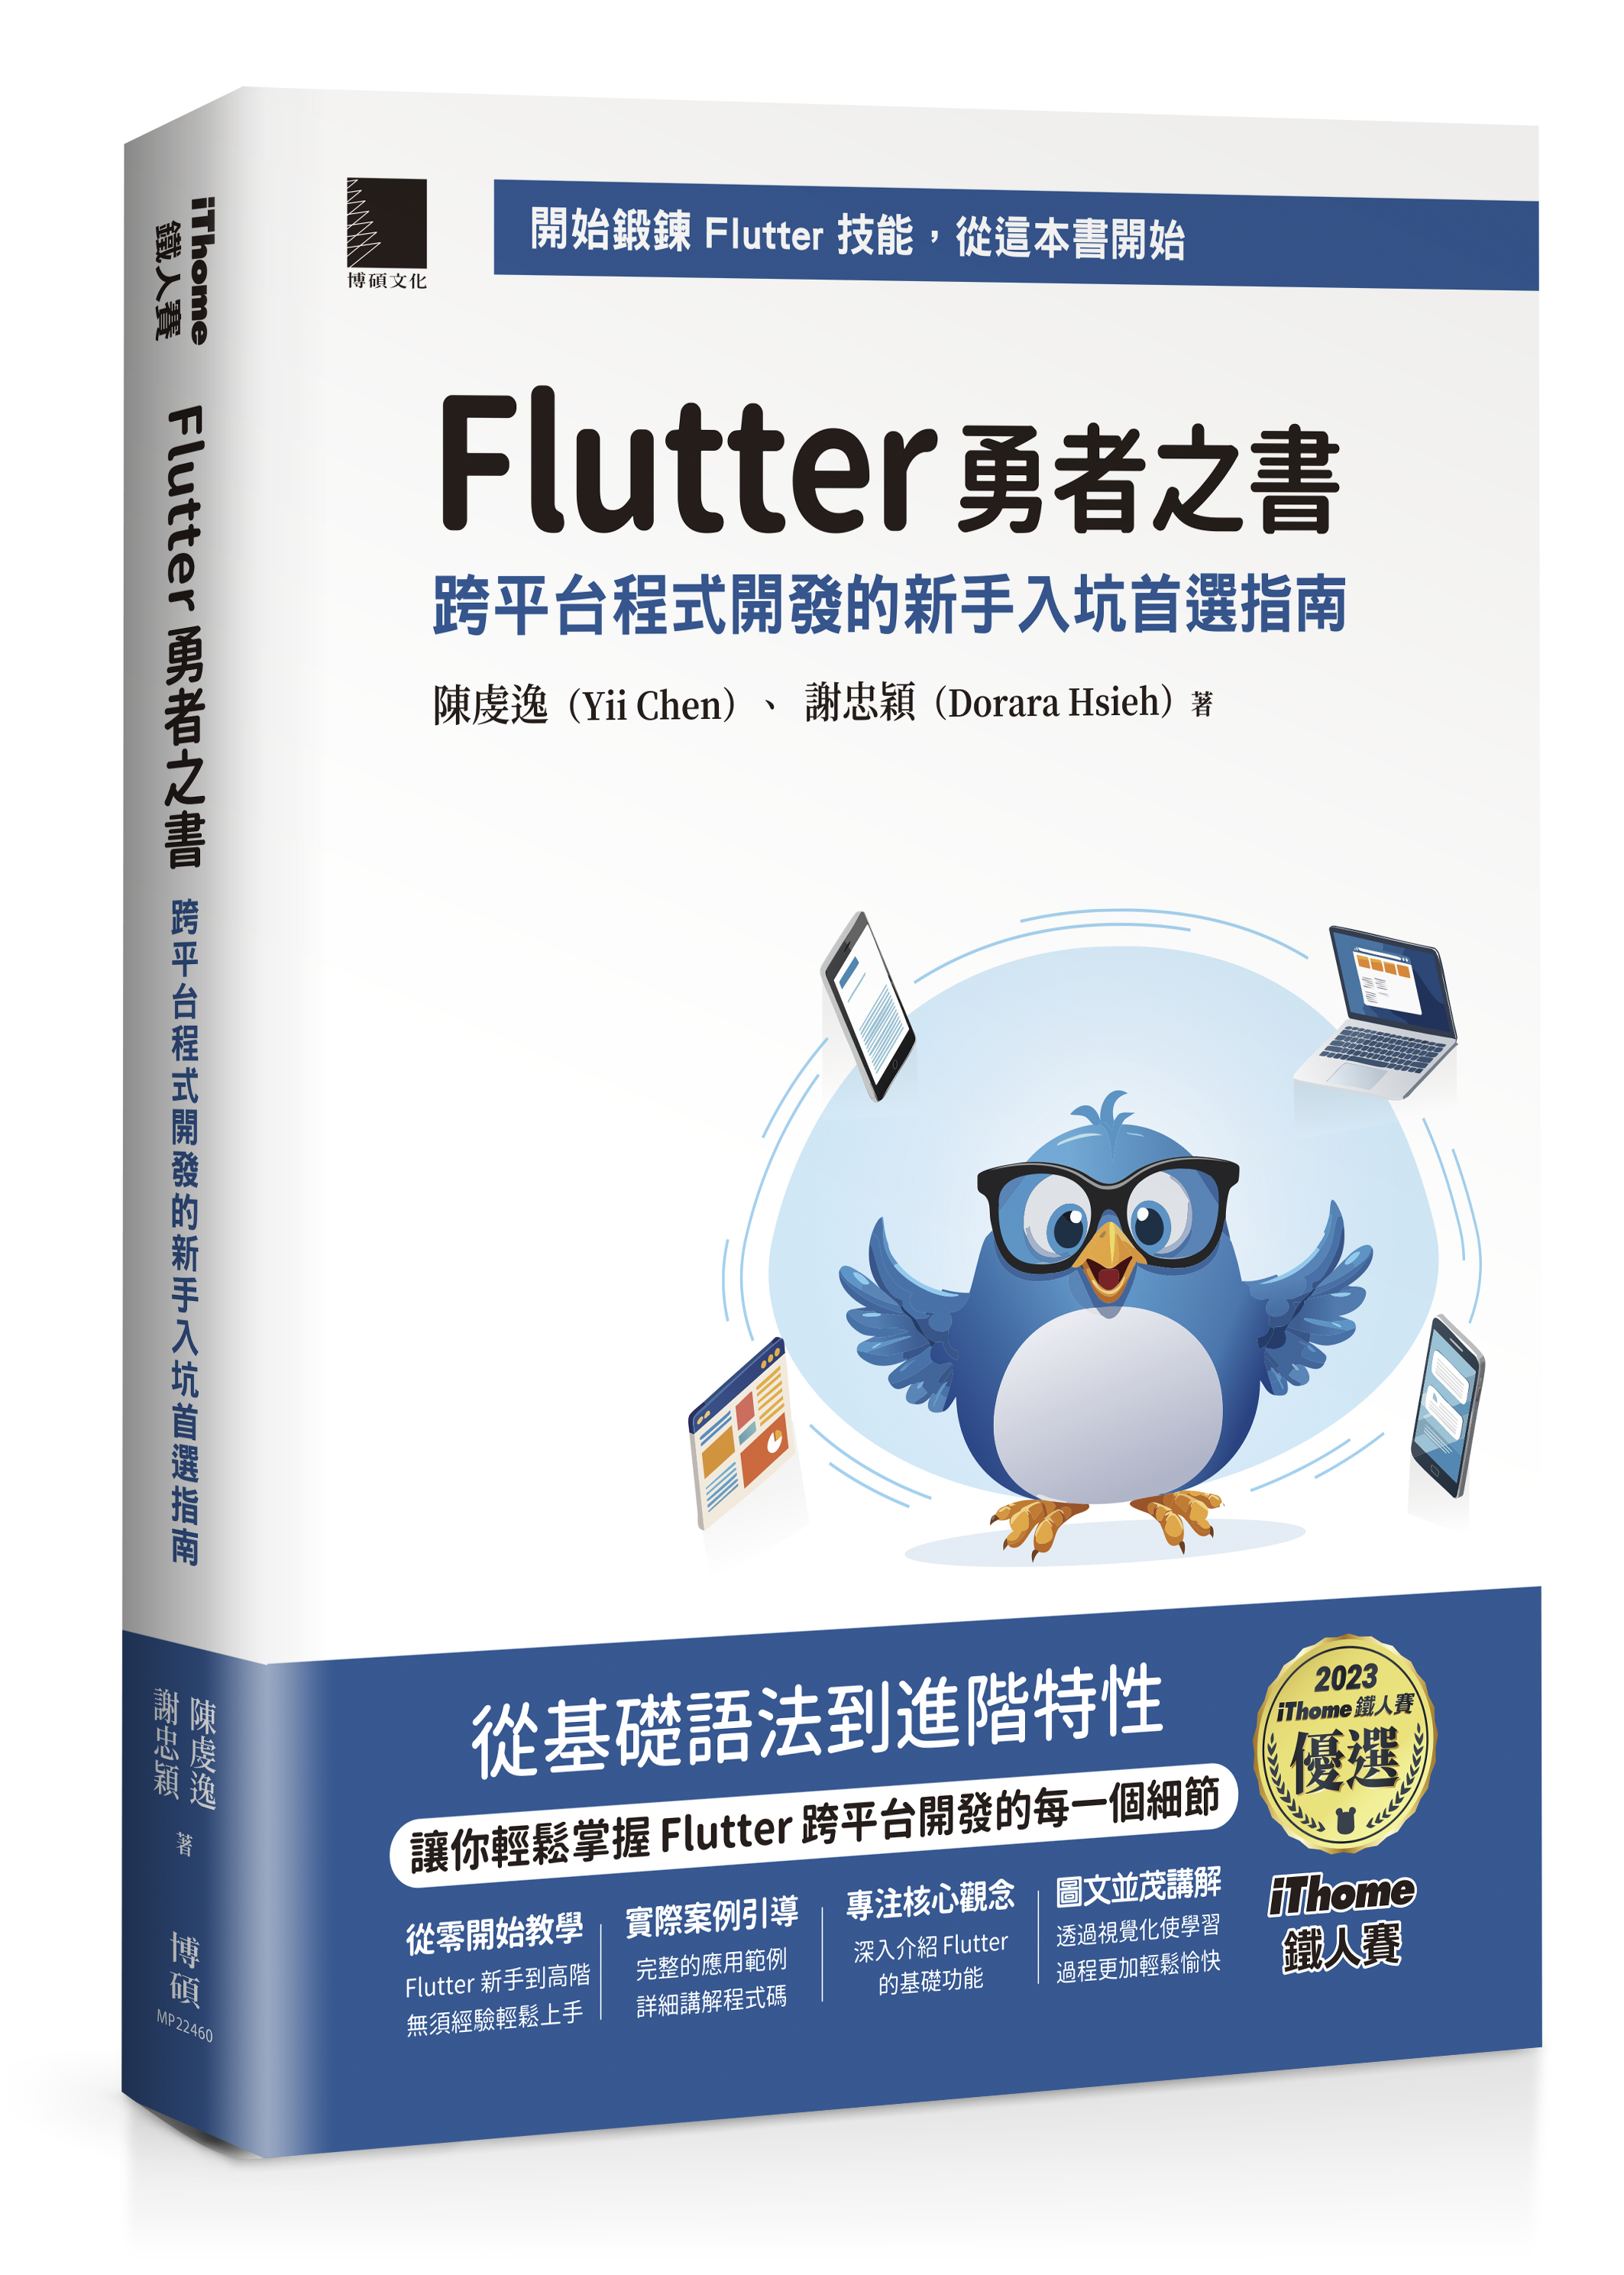 iThome
鐵人賽
Flutter 勇者之書
跨平台程式開發的新手入坑首選指南
陳虔逸
謝忠穎
著
博碩
MP22460
博碩文化
開始鍛鍊 Flutter 技能，從這本書開始
Flutter 勇者之書
跨平台程式開發的新手入坑首選指南
陳虔逸（Yii Chen）、謝忠穎（Dorara Hsieh）著
從基礎語法到進階特性
讓你輕鬆掌握 Flutter 跨平台開發的每一個細節
從零開始教學
Flutter 新手到高階
無須經驗輕鬆上手
實際案例引導
完整的應用範例
詳細講解程式碼
專注核心觀念
深入介紹 Flutter
的基礎功能
圖文並茂講解
透過視覺化使學習
過程更加輕鬆愉快
2023
iThome 鐵人賽
優選
iThome
鐵人賽